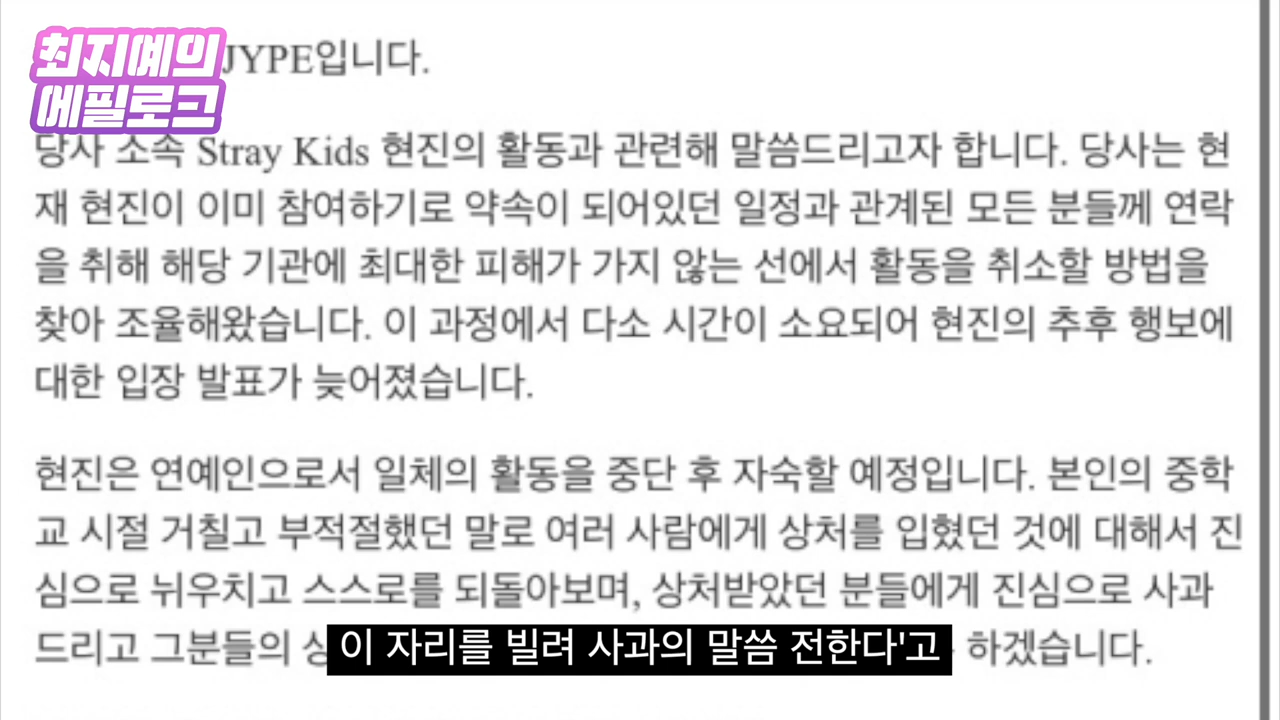 최지예의
에필로그
JYPE입니다.
당사 소속 Stray Kids 현진의 활동과 관련해 말씀드리고자 합니다. 당사는 현
재 현진이 이미 참여하기로 약속이 되어있던 일정과 관계된 모든 분들께 연락
을 취해 해당 기관에 최대한 피해가 가지 않는 선에서 활동을 취소할 방법을
찾아 조율해왔습니다. 이 과정에서 다소 시간이 소요되어 현진의 추후 행보에
대한 입장 발표가 늦어졌습니다.
현진은 연예인으로서 일체의 활동을 중단 후 자숙할 예정입니다. 본인의 중학
교 시절 거칠고 부적절했던 말로 여러 사람에게 상처를 입혔던 것에 대해서 진
심으로 뉘우치고 스스로를 되돌아보며, 상처받았던 분들에게 진심으로 사과
드리고 그분들의 하겠습니다.
이 자리를 빌려 사과의 말씀 전한다'고